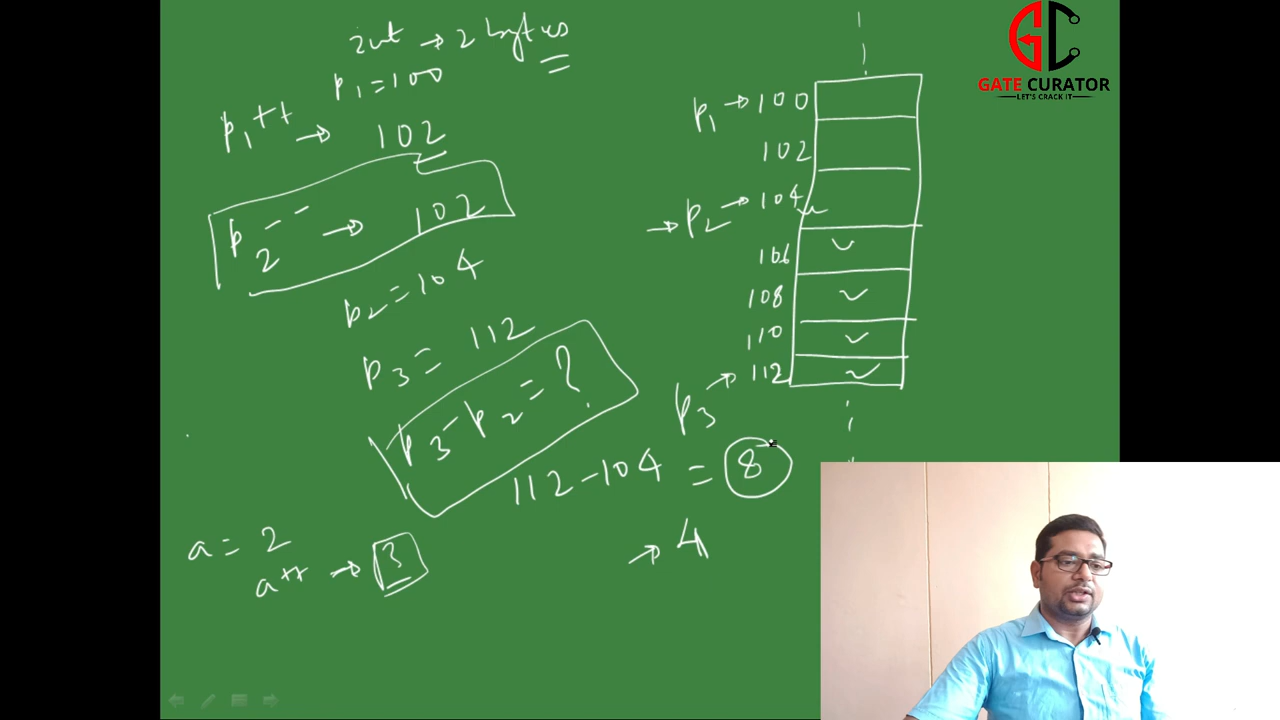 int → 2 bytes
p1 = 100
p1++ → 102
p2-- → 102
p2 = 104
p3 = 112
p3 - p2 = ?
112 - 104 = 8
→ 4
a = 2
a++ → 3
p1 → 100
102
→ p2 → 104
106
108
110
p3 → 112
GATE CURATOR
LET'S CRACK IT